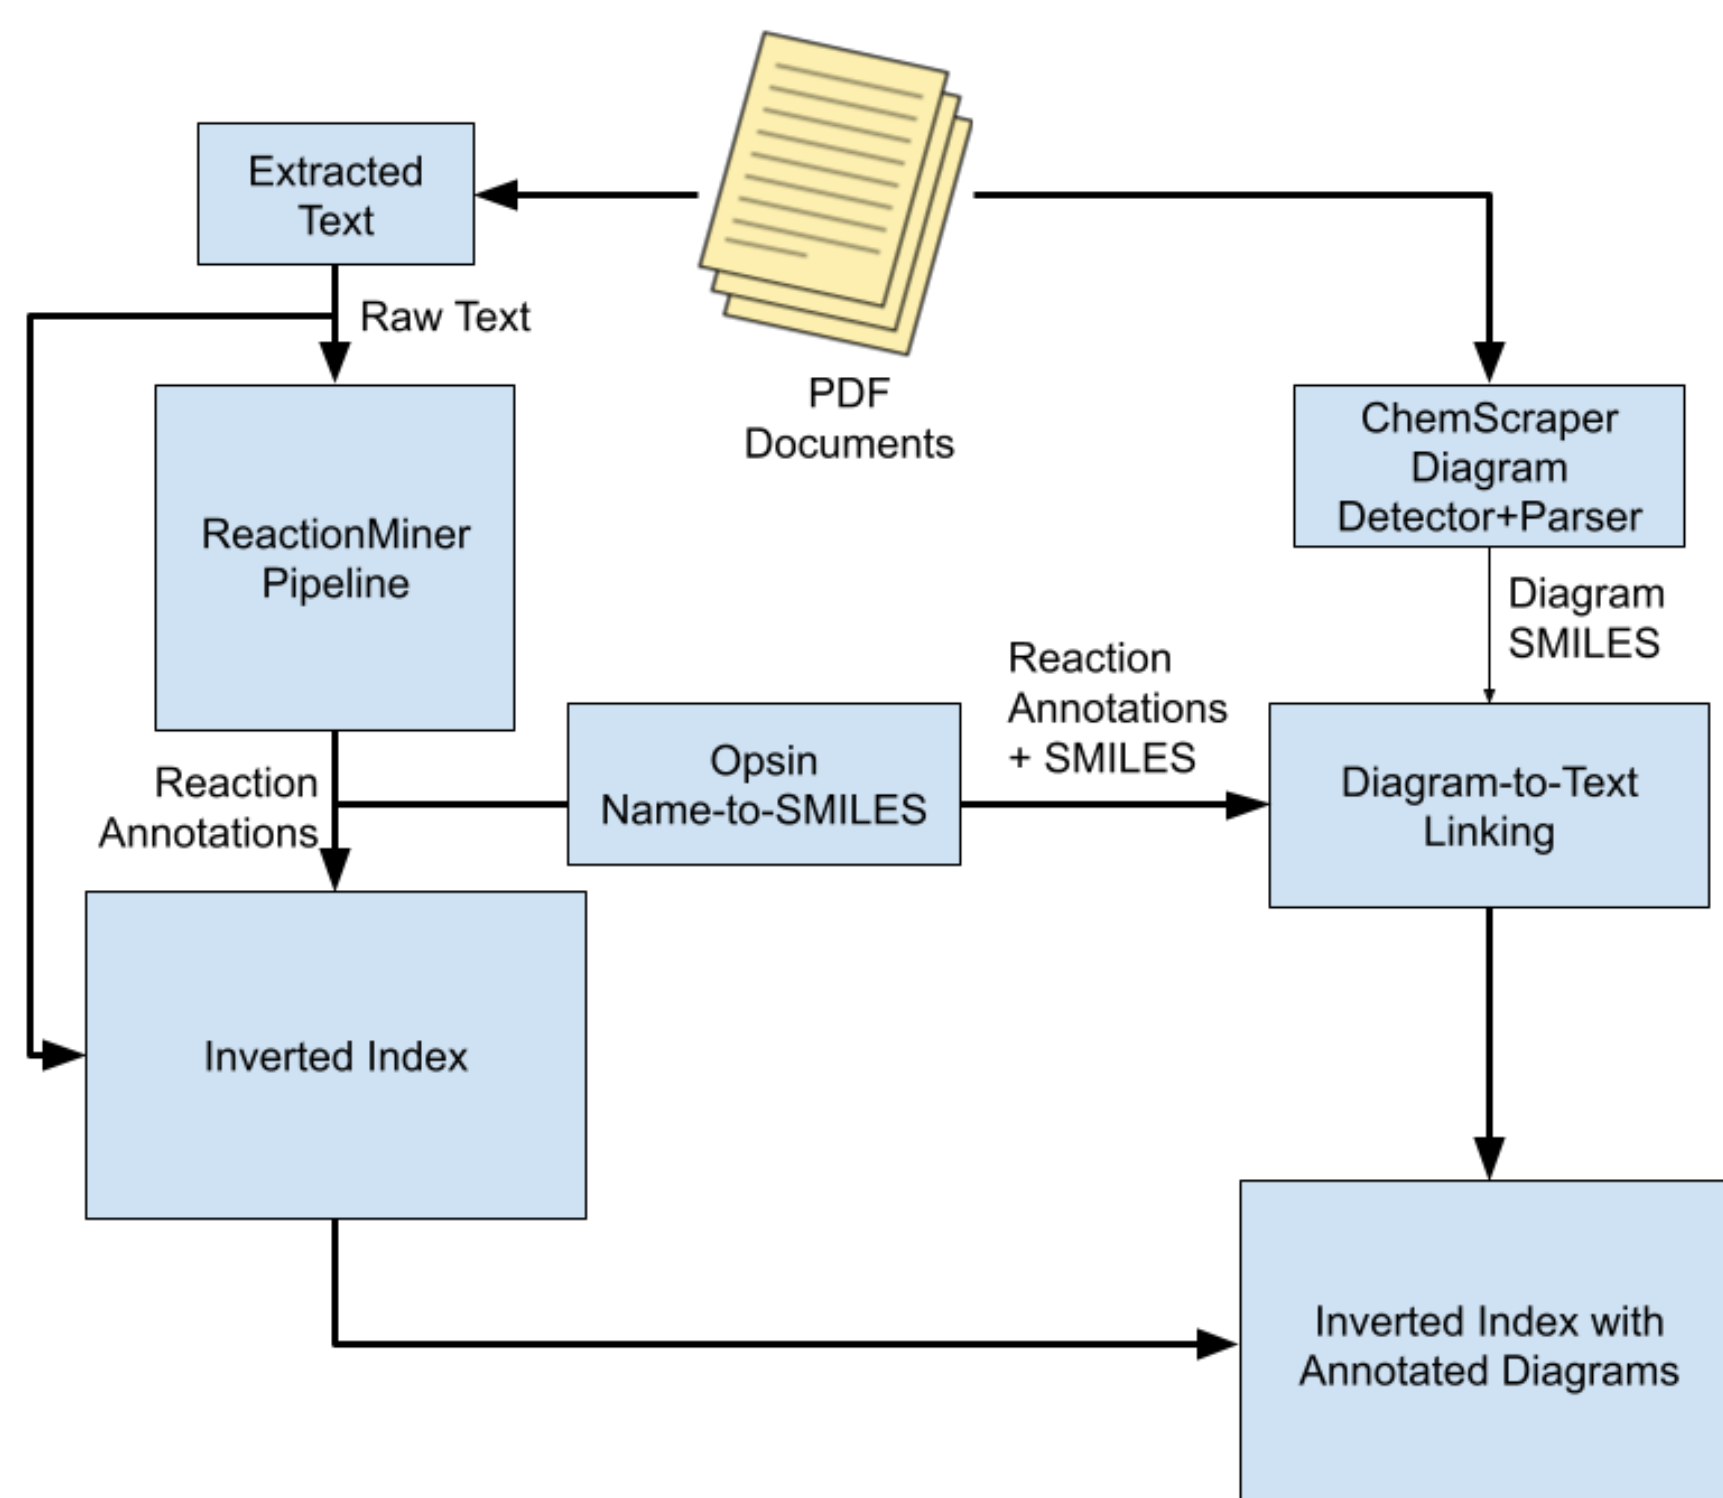 Extracted
Text
Raw Text
PDF
Documents
ChemScraper
Diagram
Detector+Parser
ReactionMiner
Pipeline
Diagram
SMILES
Reaction
Annotations
+ SMILES
Opsin
Name-to-SMILES
Diagram-to-Text
Linking
Reaction
Annotations
Inverted Index
Inverted Index with
Annotated Diagrams